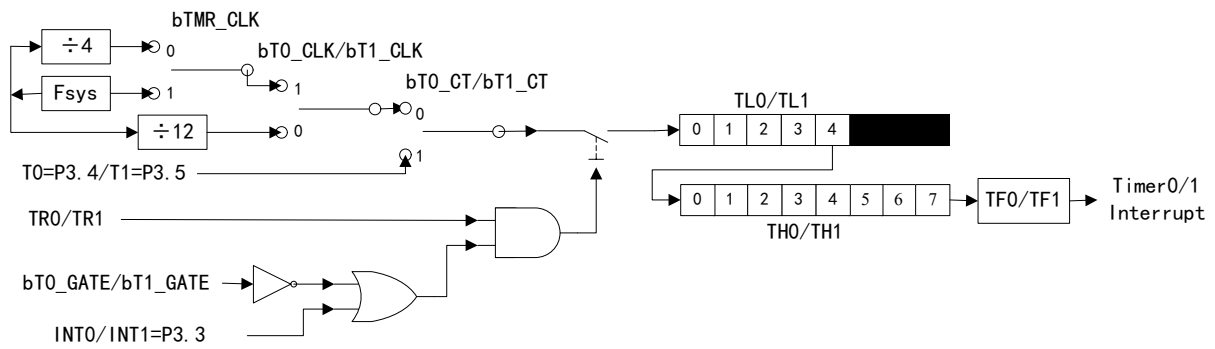 bTMR_CLK
÷4
0
bT0_CLK/bT1_CLK
bT0_CT/bT1_CT
Fsys
1
1
0
TL0/TL1
÷12
0
0 1 2 3 4
1
T0=P3.4/T1=P3.5
0 1 2 3 4 5 6 7
TF0/TF1
Timer0/1
Interrupt
TR0/TR1
TH0/TH1
bT0_GATE/bT1_GATE
INT0/INT1=P3.3